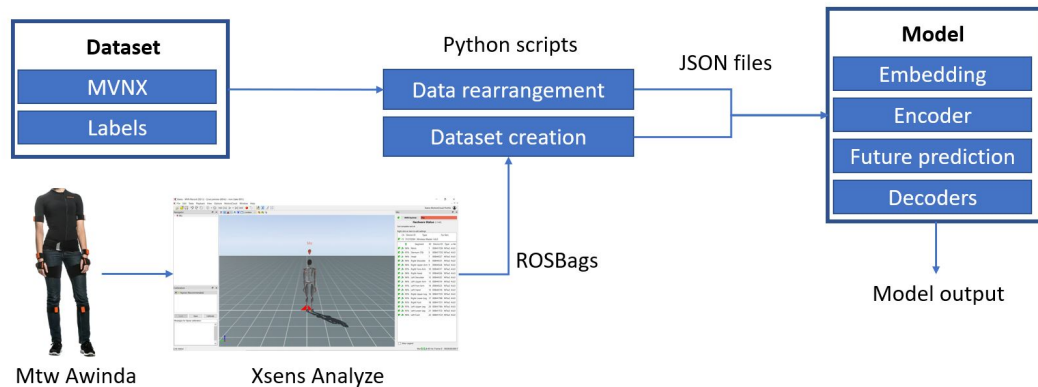 Dataset
MVNX
Labels
Python scripts
Data rearrangement
Dataset creation
JSON files
Model
Embedding
Encoder
Future prediction
Decoders
ROSBags
Model output
Mtw Awinda
Xsens Analyze